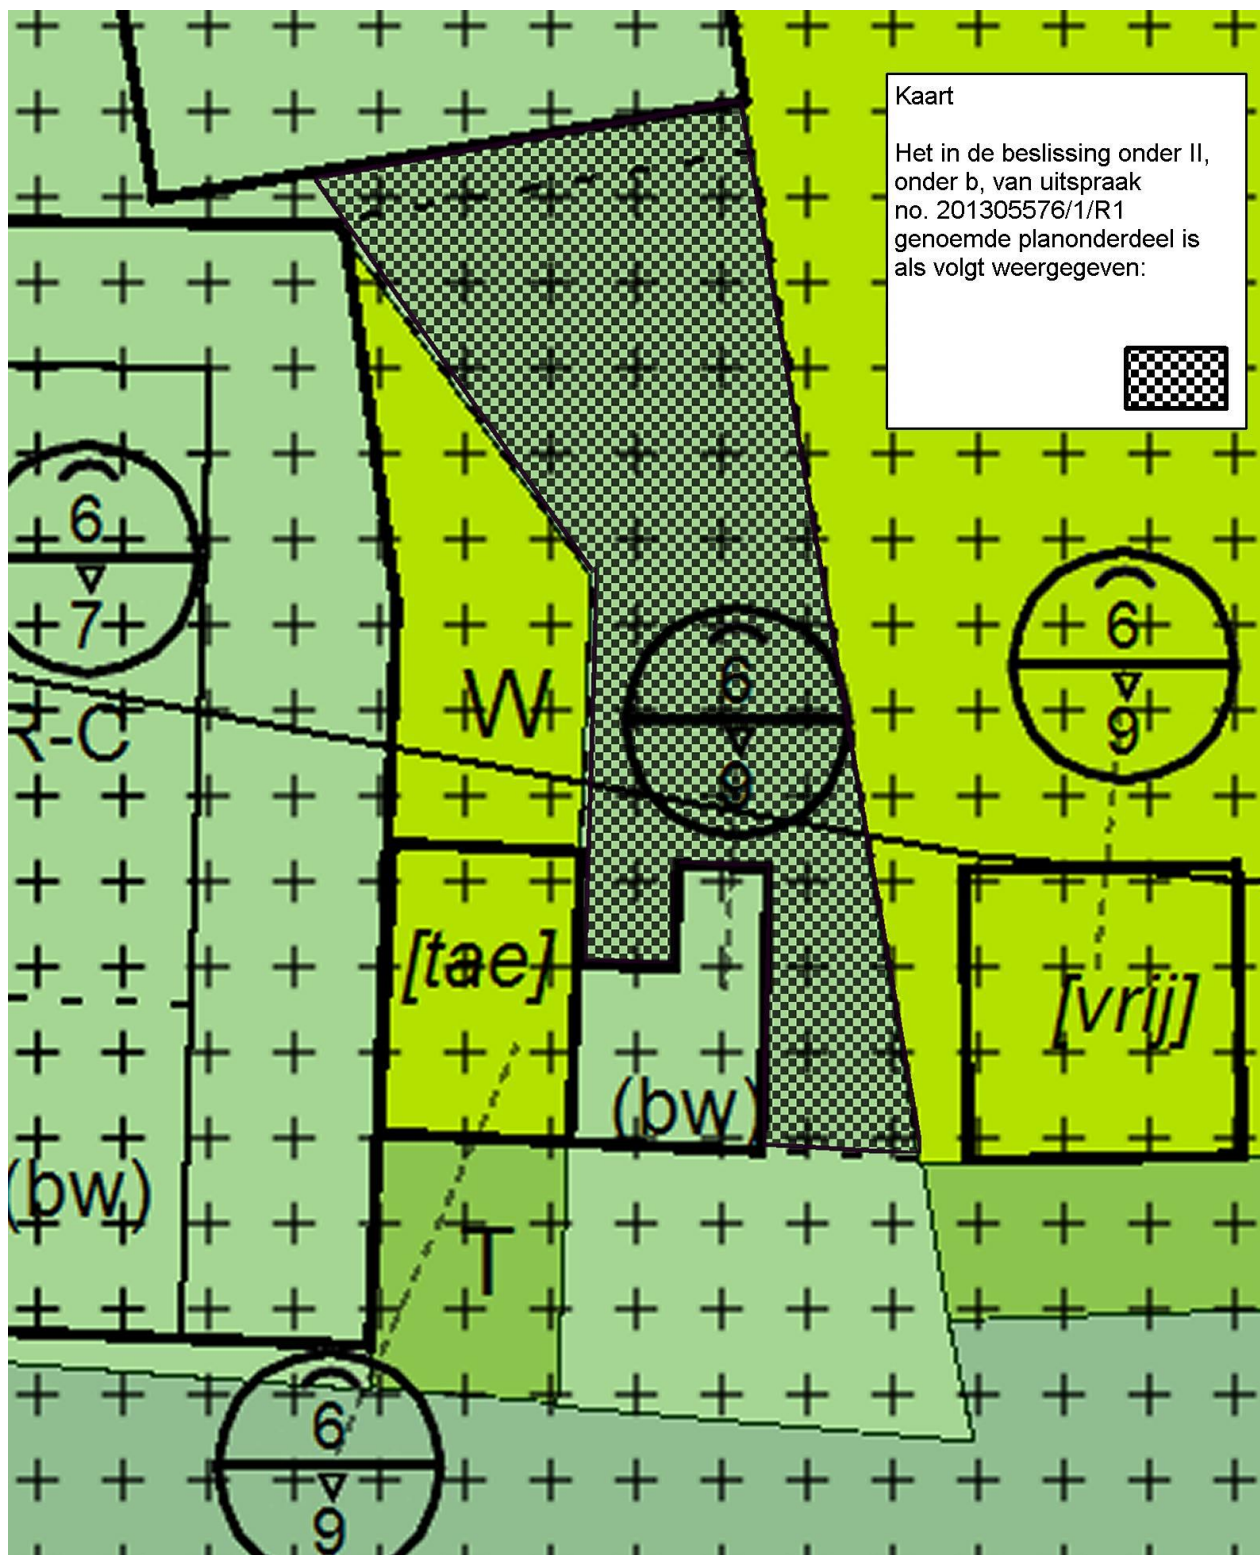 Kaart
Het in de beslissing onder II,
onder b, van uitspraak
no. 201305576/1/R1
genoemde planonderdeel is
als volgt weergegeven:
6
7
6
9
6
9
W
R-C
[tae]
[vrij]
(bw)
(bw)
T
6
9